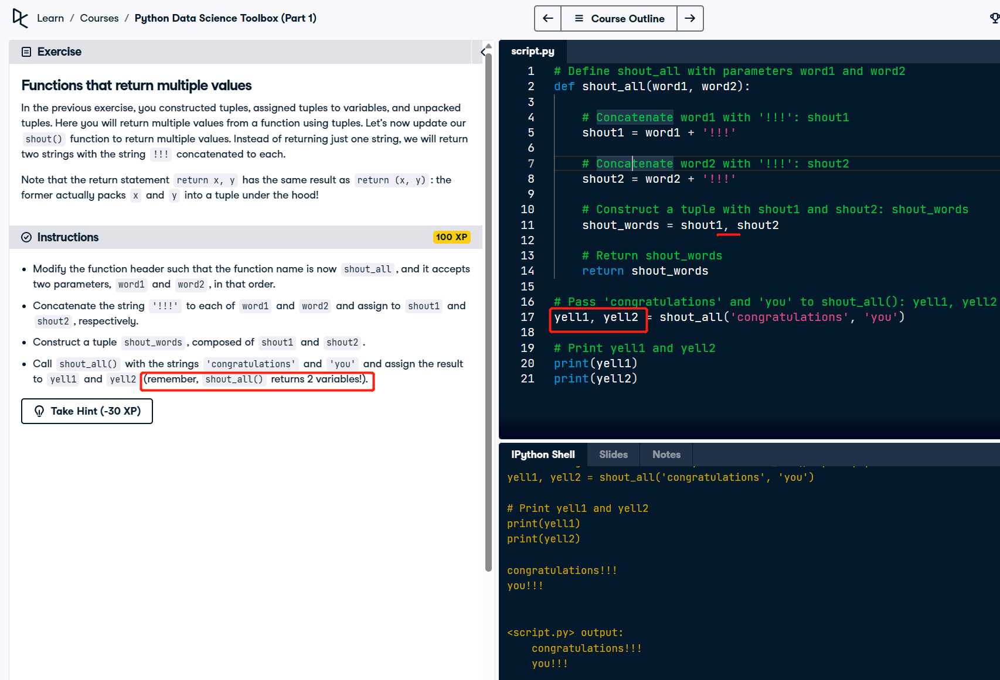 Learn / Courses / Python Data Science Toolbox (Part 1)
Course Outline
Exercise
Functions that return multiple values
In the previous exercise, you constructed tuples, assigned tuples to variables, and unpacked
tuples. Here you will return multiple values from a function using tuples. Let's now update our
shout() function to return multiple values. Instead of returning just one string, we will return
two strings with the string !!! concatenated to each.
Note that the return statement return x, y has the same result as return (x, y) : the
former actually packs x and y into a tuple under the hood!
Instructions
100 XP
• Modify the function header such that the function name is now shout_all , and it accepts
two parameters, word1 and word2 , in that order.
• Concatenate the string '!!!' to each of word1 and word2 and assign to shout1 and
shout2 , respectively.
• Construct a tuple shout_words , composed of shout1 and shout2 .
• Call shout_all() with the strings 'congratulations' and 'you' and assign the result
to yell1 and yell2 (remember, shout_all() returns 2 variables!).
Take Hint (-30 XP)
script.py
1 # Define shout_all with parameters word1 and word2
2 def shout_all(word1, word2):
3
4 # Concatenate word1 with '!!!': shout1
5 shout1 = word1 + '!!!'
6
7 # Concatenate word2 with '!!!': shout2
8 shout2 = word2 + '!!!'
9
10 # Construct a tuple with shout1 and shout2: shout_words
11 shout_words = shout1, shout2
12
13 # Return shout_words
14 return shout_words
15
16 # Pass 'congratulations' and 'you' to shout_all(): yell1, yell2
17 yell1, yell2 = shout_all('congratulations', 'you')
18
19 # Print yell1 and yell2
20 print(yell1)
21 print(yell2)
IPython Shell
Slides
Notes
yell1, yell2 = shout_all('congratulations', 'you')
# Print yell1 and yell2
print(yell1)
print(yell2)
congratulations!!!
you!!!
<script.py> output:
congratulations!!!
you!!!